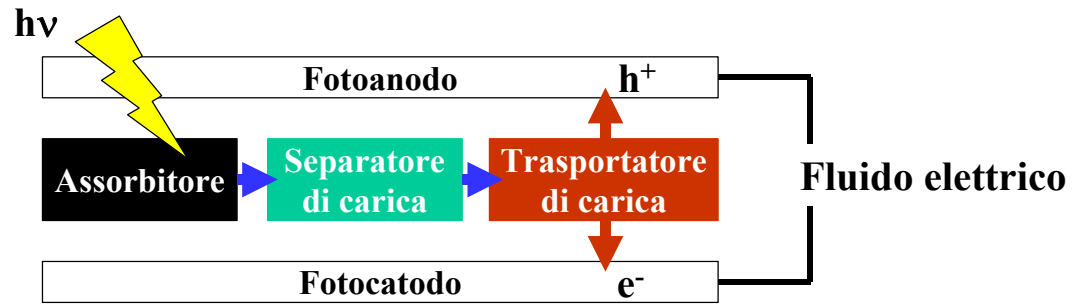 hν
Fotoanodo h⁺
Assorbitore
Separatore
di carica
Trasportatore
di carica
Fluido elettrico
Fotocatodo e⁻